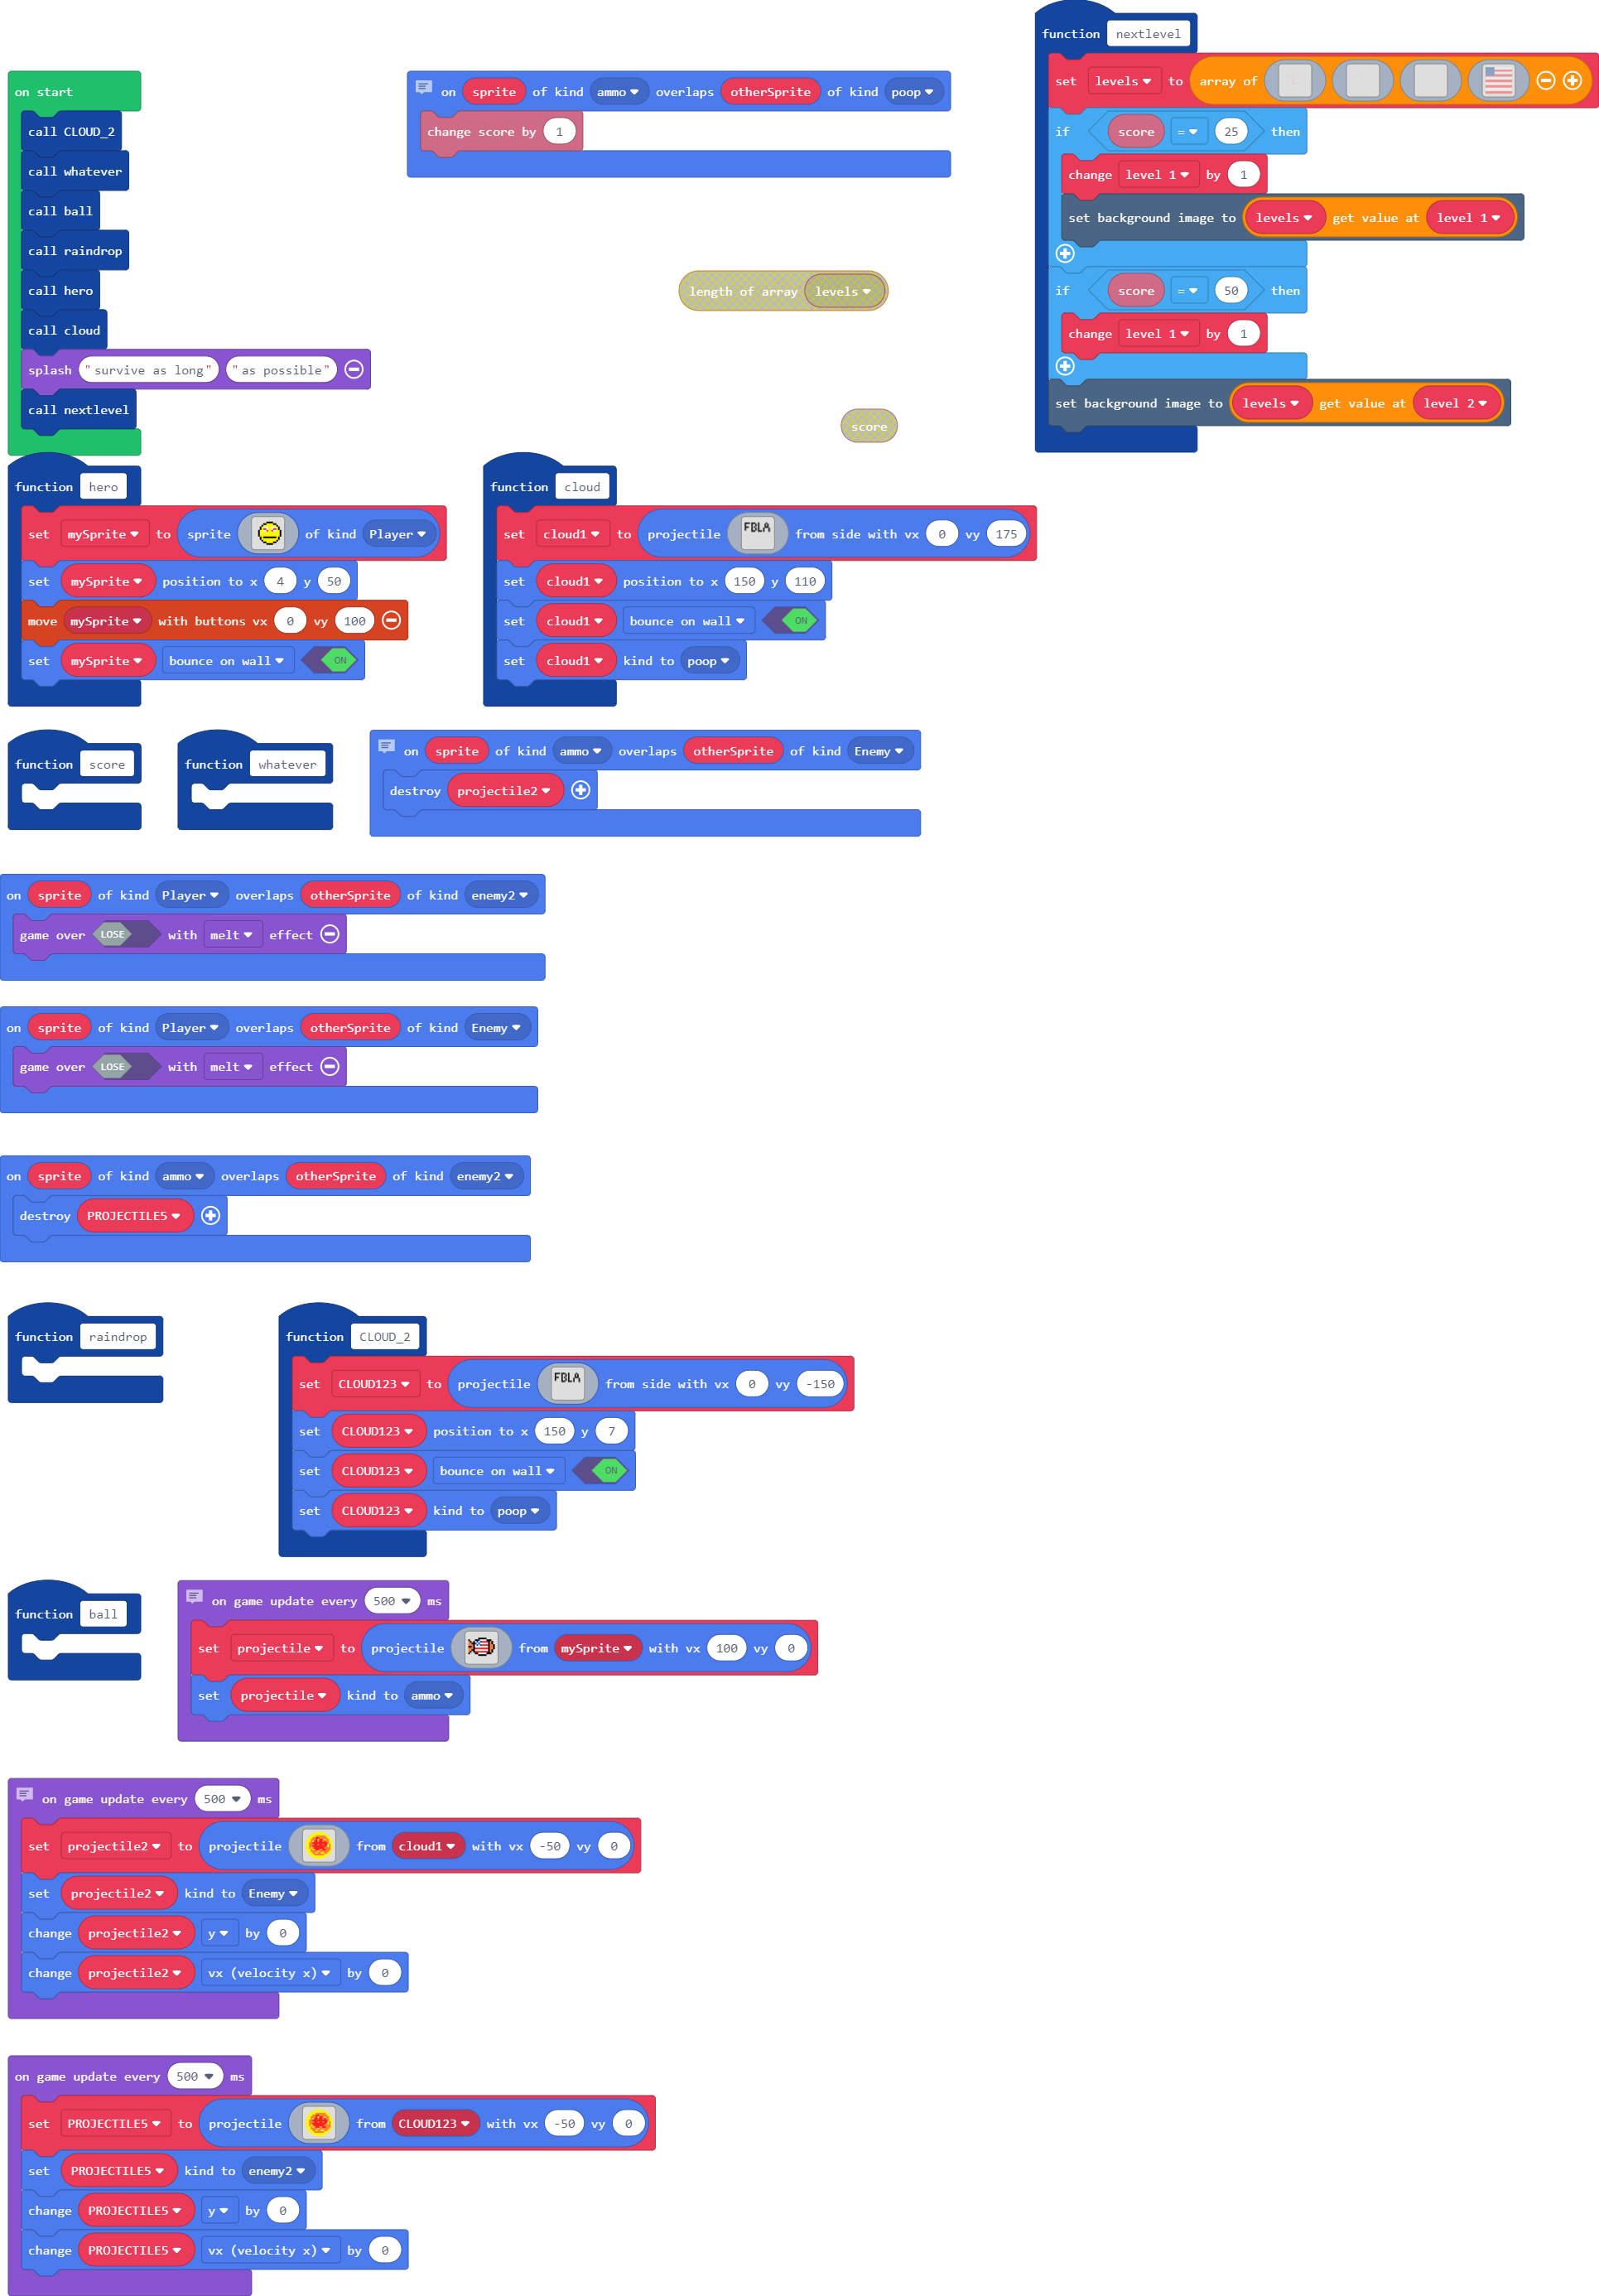 function nextlevel
set levels to array of
if score = 25 then
change level 1 by 1
set background image to levels get value at level 1
if score = 50 then
change level 1 by 1
set background image to levels get value at level 2
on start
call CLOUD_2
call whatever
call ball
call raindrop
call hero
call cloud
splash "survive as long" "as possible"
call nextlevel
on sprite of kind ammo overlaps otherSprite of kind poop
change score by 1
length of array levels
score
function hero
set mySprite to sprite of kind Player
set mySprite position to x 4 y 50
move mySprite with buttons vx 0 vy 100
set mySprite bounce on wall ON
function cloud
set cloud1 to projectile FBLA from side with vx 0 vy 175
set cloud1 position to x 150 y 110
set cloud1 bounce on wall ON
set cloud1 kind to poop
function score
function whatever
on sprite of kind ammo overlaps otherSprite of kind Enemy
destroy projectile2
on sprite of kind Player overlaps otherSprite of kind enemy2
game over LOSE with melt effect
on sprite of kind Player overlaps otherSprite of kind Enemy
game over LOSE with melt effect
on sprite of kind ammo overlaps otherSprite of kind enemy2
destroy PROJECTILE5
function raindrop
function CLOUD_2
set CLOUD123 to projectile FBLA from side with vx 0 vy -150
set CLOUD123 position to x 150 y 7
set CLOUD123 bounce on wall ON
set CLOUD123 kind to poop
function ball
on game update every 500 ms
set projectile to projectile from mySprite with vx 100 vy 0
set projectile kind to ammo
on game update every 500 ms
set projectile2 to projectile from cloud1 with vx -50 vy 0
set projectile2 kind to Enemy
change projectile2 y by 0
change projectile2 vx (velocity x) by 0
on game update every 500 ms
set PROJECTILE5 to projectile from CLOUD123 with vx -50 vy 0
set PROJECTILE5 kind to enemy2
change PROJECTILE5 y by 0
change PROJECTILE5 vx (velocity x) by 0